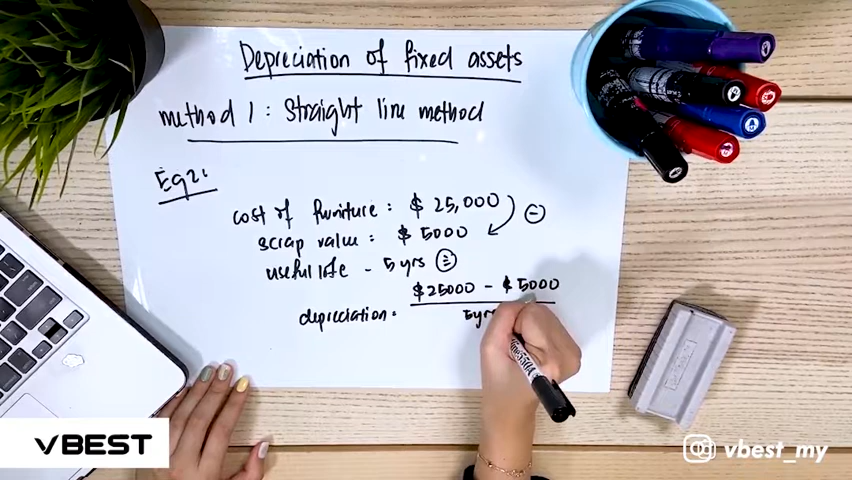 Depreciation of fixed assets
method 1 : Straight line method
Eg2:
cost of furniture : $ 25,000
scrap value : $ 5000
useful life - 5 yrs
$25000 - $5000
depreciation = 5yrs
VBEST
vbest_my